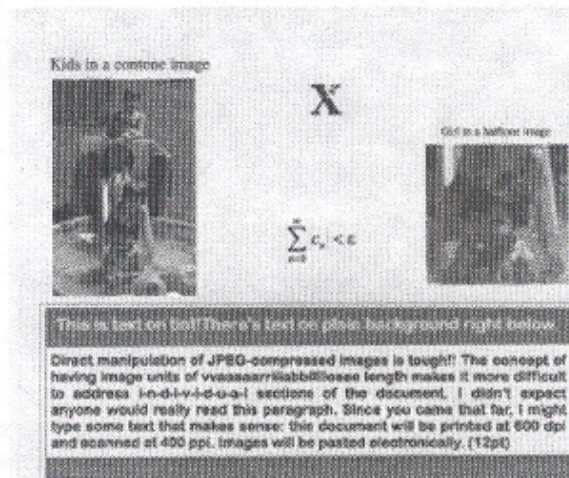 Kids in a contone image
X
Girl in a halftone image
∞
∑ cₙ < ε
n=0
This is text on tint! There's text on plain background right below.
Direct manipulation of JPEG-compressed images is tough!! The concept of
having image units of length makes it more difficult
to address i-n-d-i-v-i-d-u-a-l sections of the document. I didn't expect
anyone would really read this paragraph. Since you came that far, I might
type some text that makes sense: this document will be printed at 600 dpi
and scanned at 400 ppi. Images will be pasted electronically. (12pt)